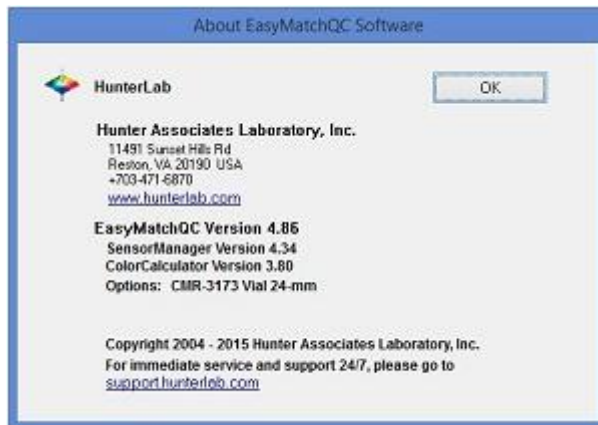 About EasyMatchQC Software
HunterLab
OK
Hunter Associates Laboratory, Inc.
11491 Sunset Hills Rd
Reston, VA 20190 USA
+703-471-6870
www.hunterlab.com
EasyMatchQC Version 4.86
SensorManager Version 4.34
ColorCalculator Version 3.80
Options: CMR-3173 Vial 24-mm
Copyright 2004 - 2015 Hunter Associates Laboratory, Inc.
For immediate service and support 24/7, please go to
support.hunterlab.com